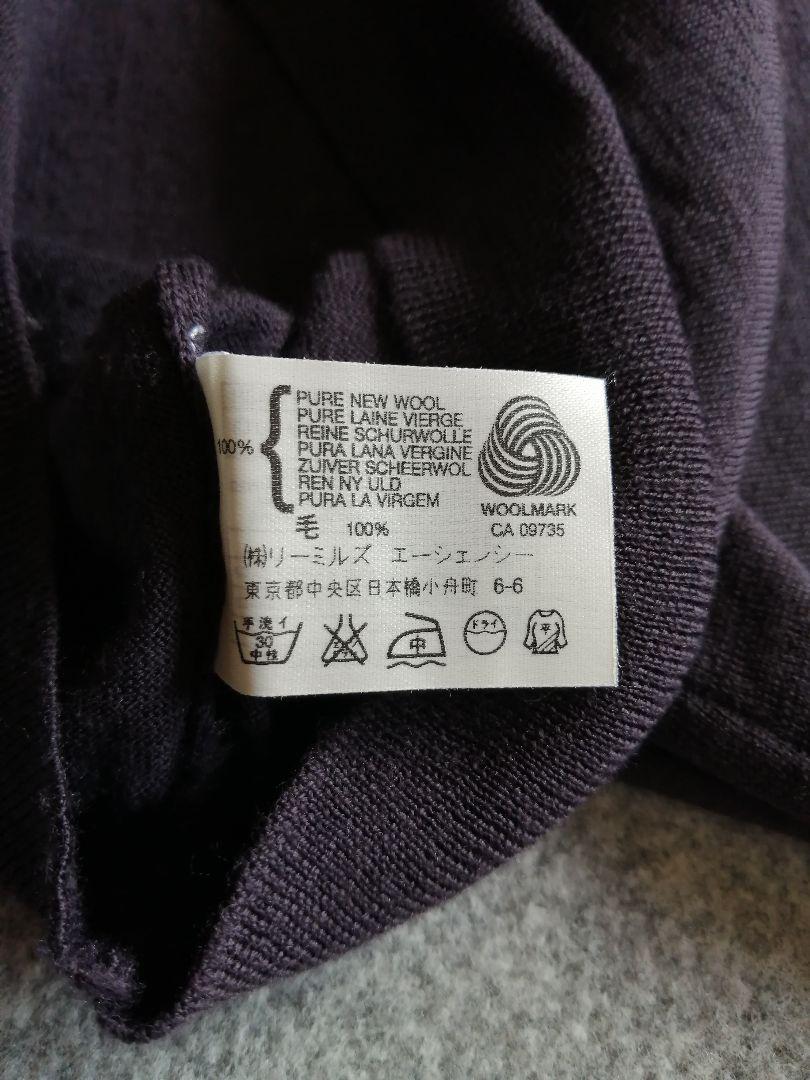 100%
PURE NEW WOOL
PURE LAINE VIERGE
REINE SCHURWOLLE
PURA LANA VERGINE
ZUIVER SCHEERWOL
REN NY ULD
PURA LA VIRGEM
WOOLMARK
CA 09735
毛 100%
(株)リーミルズ エージェンシー
東京都中央区日本橋小舟町 6-6
手洗イ
30
中性
中
ドライ
平